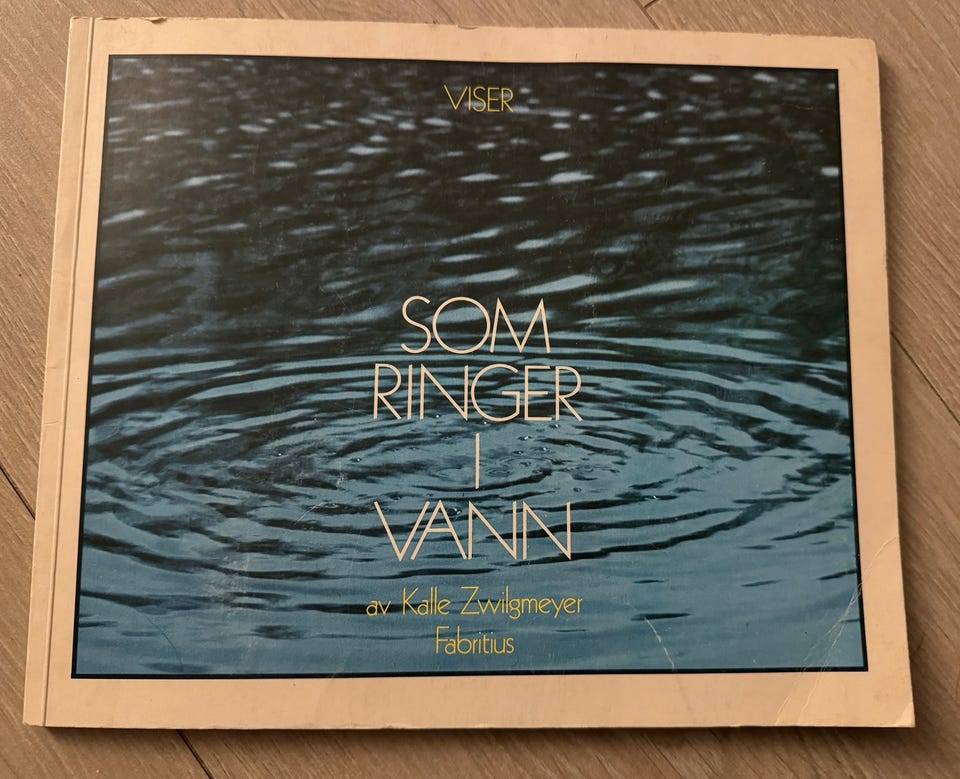 VISER
SOM
RINGER
I
VANN
av Kalle Zwilgmeyer
Fabritius